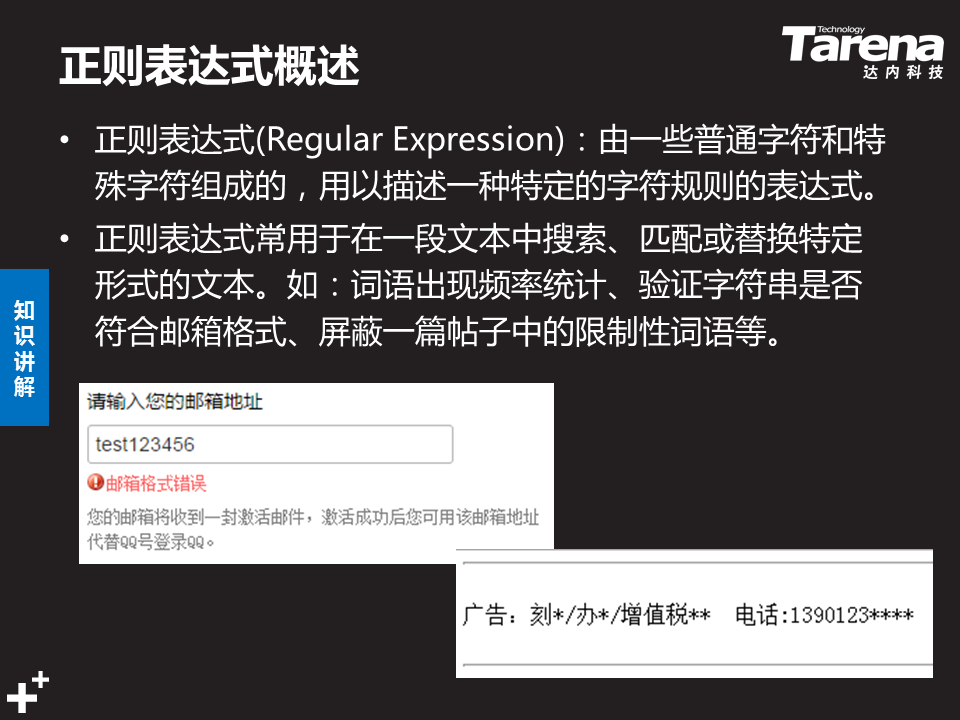 正则表达式概述
Technology
Tarena
达内科技
• 正则表达式(Regular Expression)：由一些普通字符和特
殊字符组成的，用以描述一种特定的字符规则的表达式。
• 正则表达式常用于在一段文本中搜索、匹配或替换特定
形式的文本。如：词语出现频率统计、验证字符串是否
符合邮箱格式、屏蔽一篇帖子中的限制性词语等。
知
识
讲
解
请输入您的邮箱地址
test123456
邮箱格式错误
您的邮箱将收到一封激活邮件，激活成功后您可用该邮箱地址
代替QQ号登录QQ。
广告：刻*/办*/增值税** 电话:1390123****